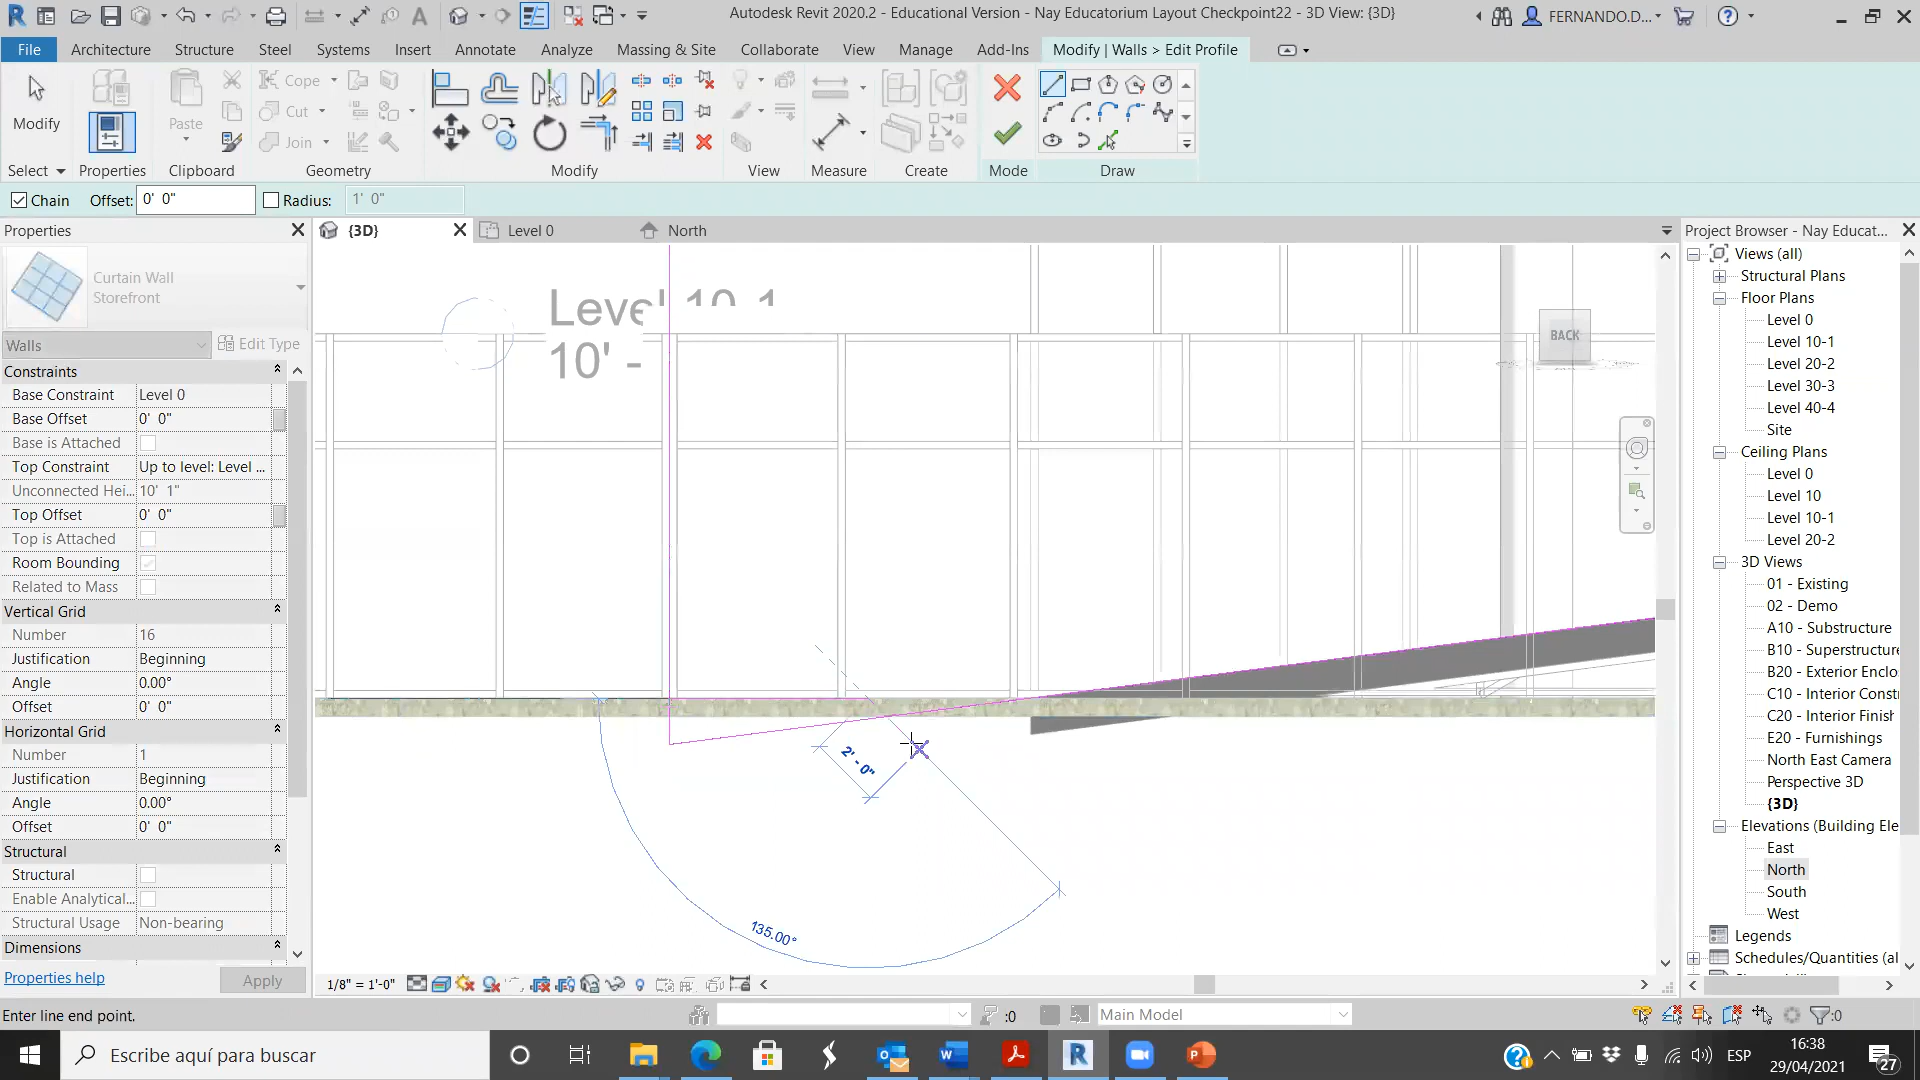 Autodesk Revit 2020.2 - Educational Version - Nay Educatorium Layout Checkpoint22 - 3D View: {3D}
FERNANDO.D...
File Architecture Structure Steel Systems Insert Annotate Analyze Massing & Site Collaborate View Manage Add-Ins Modify | Walls > Edit Profile
Modify
Paste
Cope
Cut
Join
Select Properties Clipboard Geometry Modify View Measure Create Mode Draw
Chain Offset: 0' 0" Radius: 1' 0"
Properties
Curtain Wall
Storefront
Walls Edit Type
Constraints
Base Constraint Level 0
Base Offset 0' 0"
Base is Attached
Top Constraint Up to level: Level ...
Unconnected Hei... 10' 1"
Top Offset 0' 0"
Top is Attached
Room Bounding
Related to Mass
Vertical Grid
Number 16
Justification Beginning
Angle 0.00°
Offset 0' 0"
Horizontal Grid
Number 1
Justification Beginning
Angle 0.00°
Offset 0' 0"
Structural
Structural
Enable Analytical...
Structural Usage Non-bearing
Dimensions
Properties help Apply
{3D} Level 0 North
Level 10-1
10' -
BACK
2' - 0"
135.00°
1/8" = 1'-0"
Project Browser - Nay Educat...
Views (all)
Structural Plans
Floor Plans
Level 0
Level 10-1
Level 20-2
Level 30-3
Level 40-4
Site
Ceiling Plans
Level 0
Level 10
Level 10-1
Level 20-2
3D Views
01 - Existing
02 - Demo
A10 - Substructure
B10 - Superstructure
B20 - Exterior Enclo
C10 - Interior Constr
C20 - Interior Finish
E20 - Furnishings
North East Camera
Perspective 3D
{3D}
Elevations (Building Ele
East
North
South
West
Legends
Schedules/Quantities (al
Enter line end point.
:0
Main Model
:0
Escribe aquí para buscar
ESP
16:38
29/04/2021
27